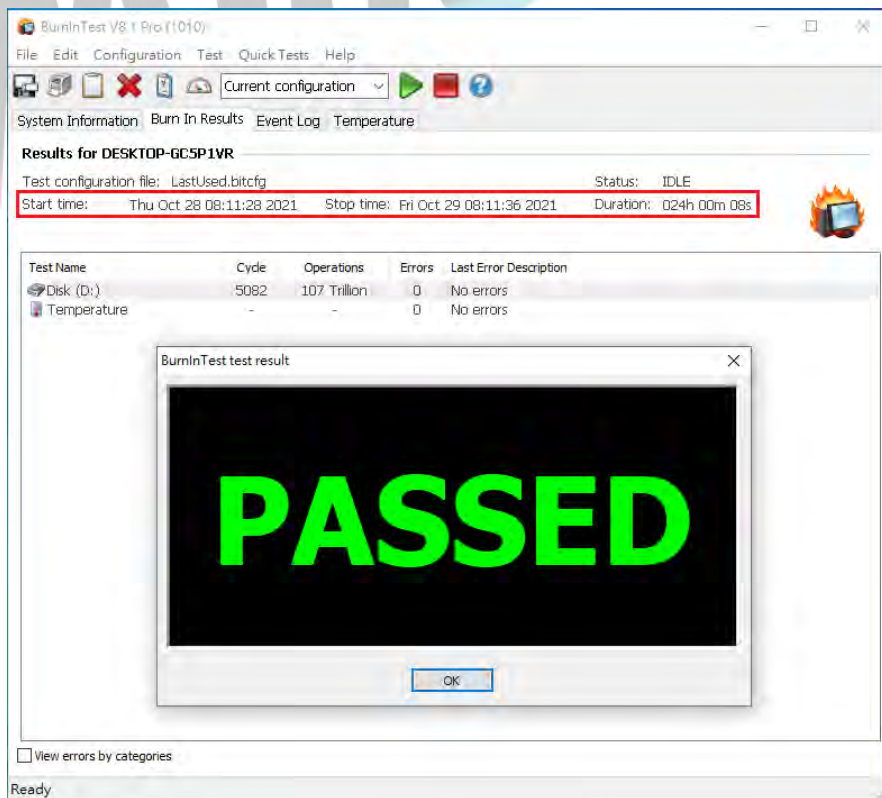 BurnInTest V8.1 Pro (1010)
File Edit Configuration Test Quick Tests Help
Current configuration
System Information Burn In Results Event Log Temperature
Results for DESKTOP-GC5P1VR
Test configuration file: LastUsed.bitcfg Status: IDLE
Start time: Thu Oct 28 08:11:28 2021 Stop time: Fri Oct 29 08:11:36 2021 Duration: 024h 00m 08s
Test Name Cycle Operations Errors Last Error Description
Disk (D:) 5082 107 Trillion 0 No errors
Temperature - - 0 No errors
BurnInTest test result
PASSED
OK
View errors by categories
Ready